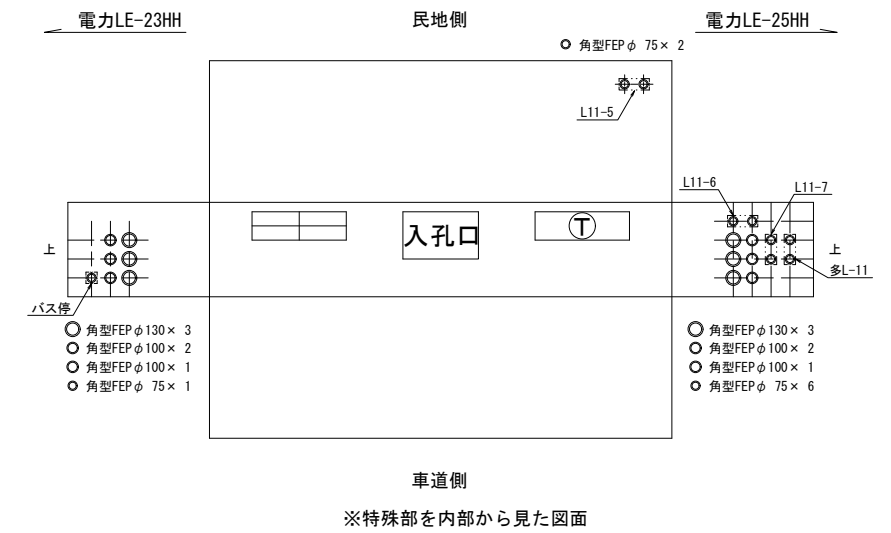 電力LE-23HH
民地側
電力LE-25HH
角型FEPφ 75× 2
L11-5
L11-6
L11-7
入孔口
T
上
上
多L-11
バス停
角型FEPφ130× 3
角型FEPφ100× 2
角型FEPφ100× 1
角型FEPφ 75× 1
角型FEPφ130× 3
角型FEPφ100× 2
角型FEPφ100× 1
角型FEPφ 75× 6
車道側
※特殊部を内部から見た図面